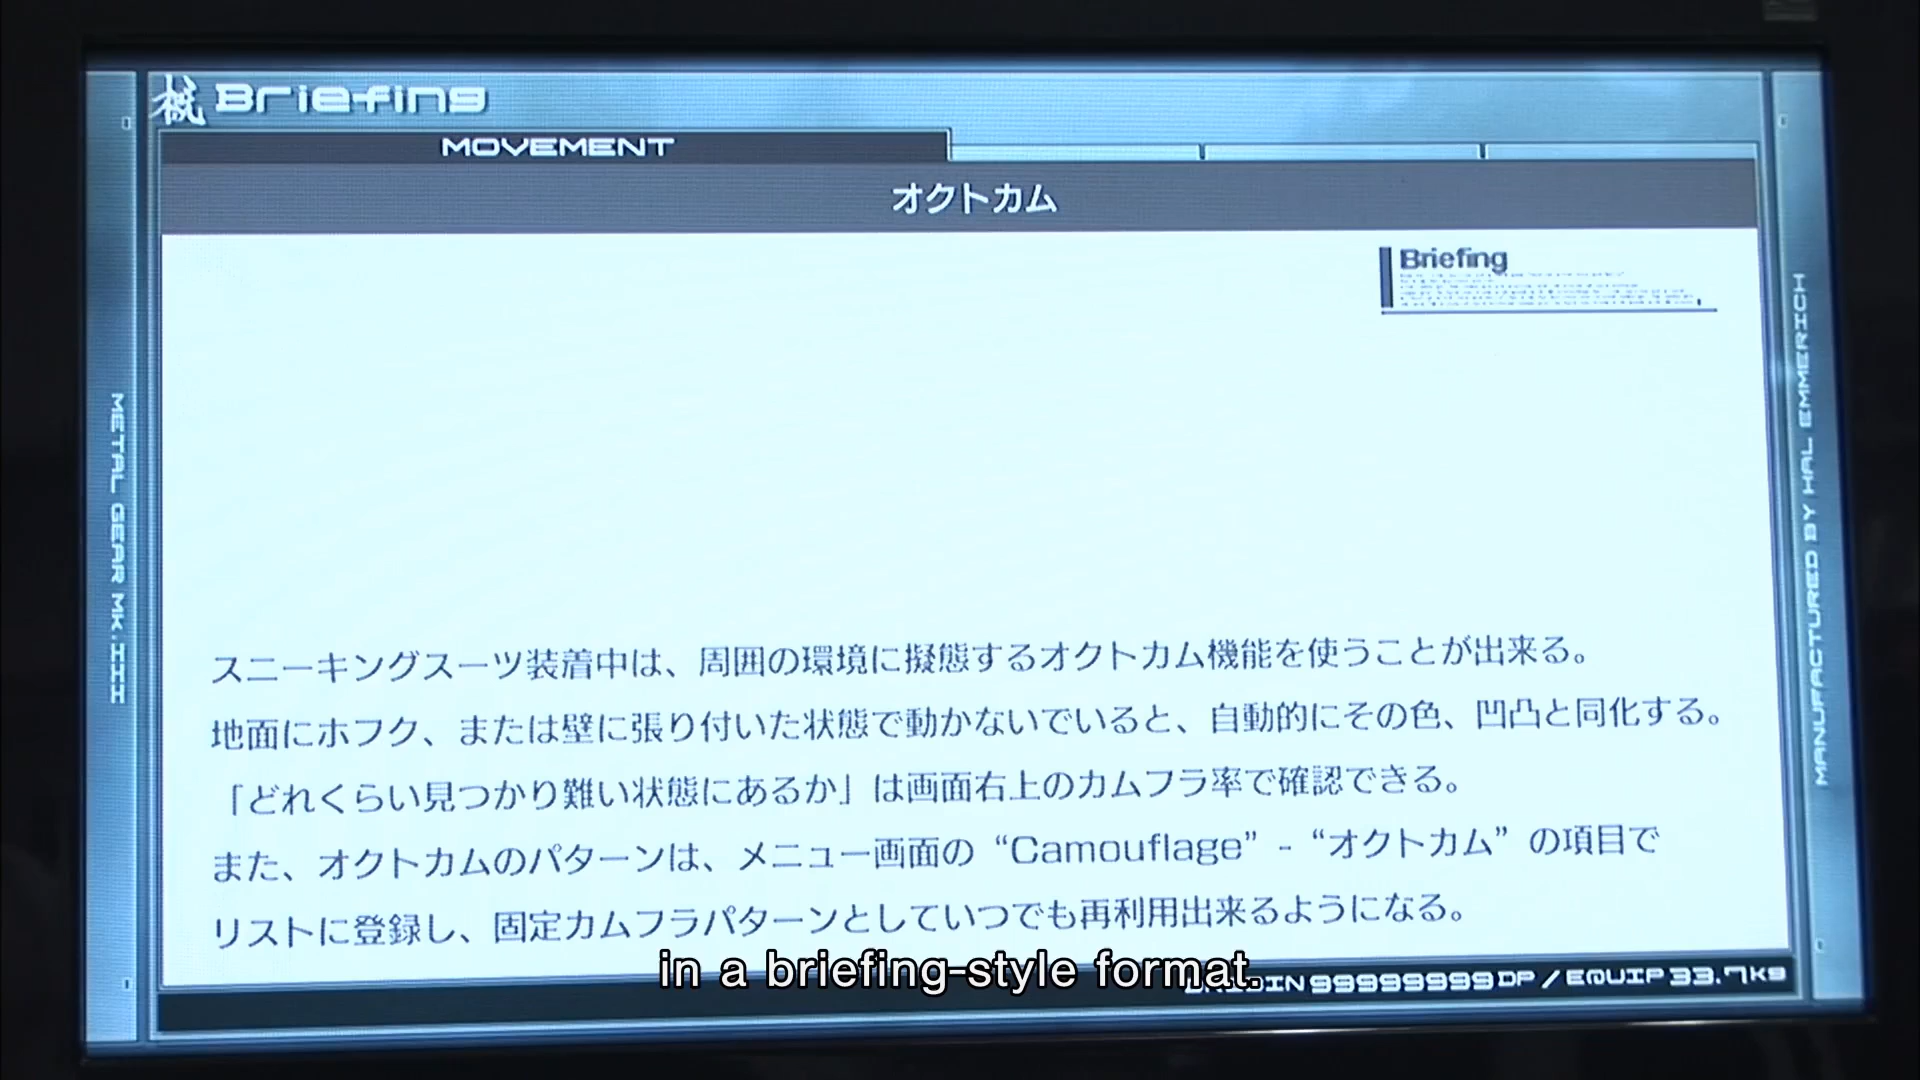 概 Briefing
MOVEMENT
オクトカム
Briefing
METAL GEAR MK.III
MANUFACTURED BY HAL EMMERICH
スニーキングスーツ装着中は、周囲の環境に擬態するオクトカム機能を使うことが出来る。
地面にホフク、または壁に張り付いた状態で動かないでいると、自動的にその色、凹凸と同化する。
「どれくらい見つかり難い状態にあるか」は画面右上のカムフラ率で確認できる。
また、オクトカムのパターンは、メニュー画面の “Camouflage” - “オクトカム” の項目で
リストに登録し、固定カムフラパターンとしていつでも再利用出来るようになる。
in a briefing-style format.
99999999 DP / EQUIP 33.7kg